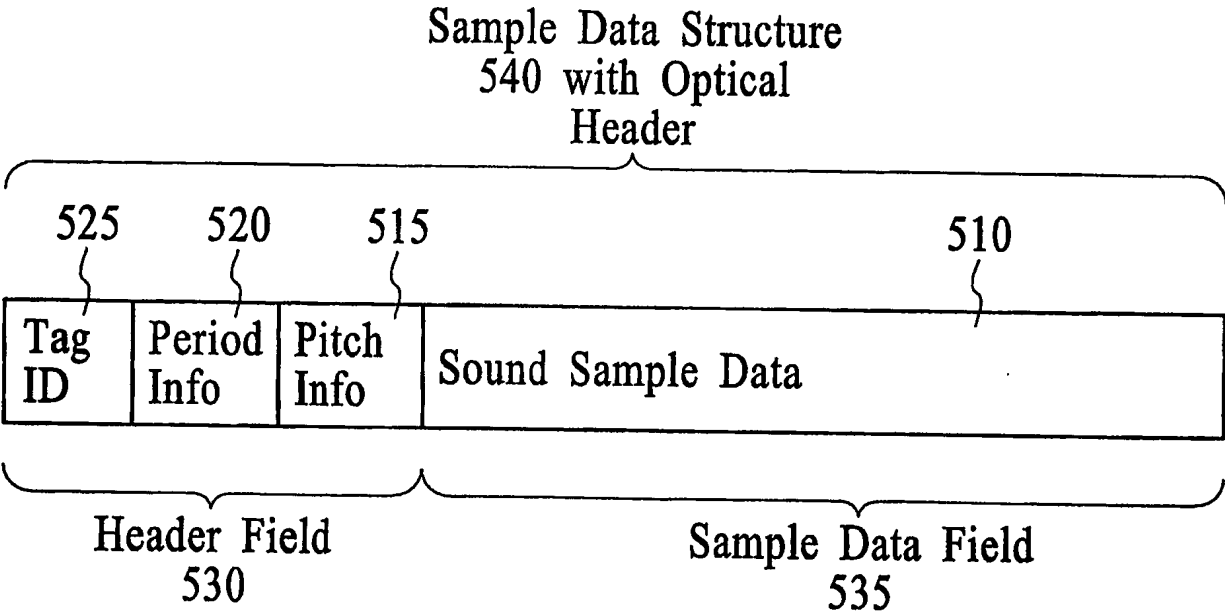 Sample Data Structure
540 with Optical
Header
525 520 515 510
Tag
ID
Period
Info
Pitch
Info
Sound Sample Data
Header Field
530
Sample Data Field
535